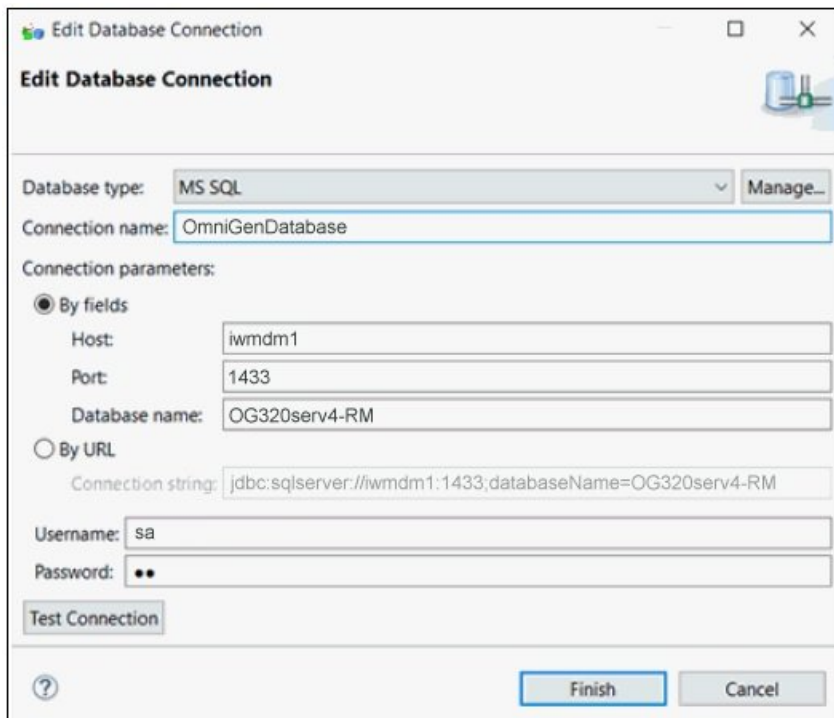 Edit Database Connection
Edit Database Connection
Database type: MS SQL Manage...
Connection name: OmniGenDatabase
Connection parameters:
By fields
Host: iwmdm1
Port: 1433
Database name: OG320serv4-RM
By URL
Connection string: jdbc:sqlserver://iwmdm1:1433;databaseName=OG320serv4-RM
Username: sa
Password: ●●
Test Connection
? Finish Cancel